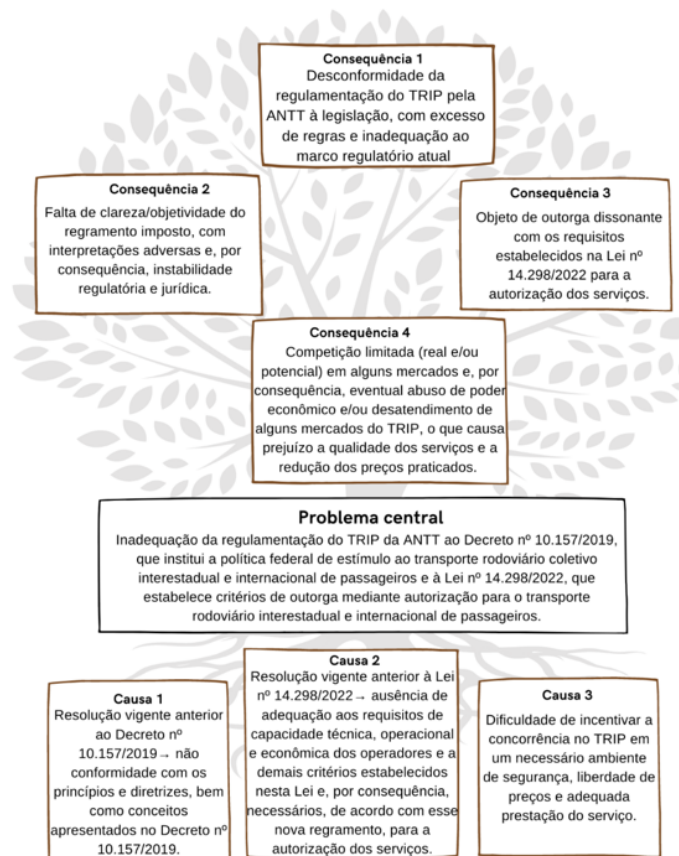 Consequência 1
Desconformidade da
regulamentação do TRIP pela
ANTT à legislação, com excesso
de regras e inadequação ao
marco regulatório atual
Consequência 2
Falta de clareza/objetividade do
regramento imposto, com
interpretações adversas e, por
consequência, instabilidade
regulatória e jurídica.
Consequência 3
Objeto de outorga dissonante
com os requisitos
estabelecidos na Lei nº
14.298/2022 para a
autorização dos serviços.
Consequência 4
Competição limitada (real e/ou
potencial) em alguns mercados e, por
consequência, eventual abuso de poder
econômico e/ou desatendimento de
alguns mercados do TRIP, o que causa
prejuízo a qualidade dos serviços e a
redução dos preços praticados.
Problema central
Inadequação da regulamentação do TRIP da ANTT ao Decreto nº 10.157/2019,
que institui a política federal de estímulo ao transporte rodoviário coletivo
interestadual e internacional de passageiros e à Lei nº 14.298/2022, que
estabelece critérios de outorga mediante autorização para o transporte
rodoviário interestadual e internacional de passageiros.
Causa 1
Resolução vigente anterior
ao Decreto nº
10.157/2019→ não
conformidade com os
princípios e diretrizes, bem
como conceitos
apresentados no Decreto nº
10.157/2019.
Causa 2
Resolução vigente anterior à Lei
nº 14.298/2022→ ausência de
adequação aos requisitos de
capacidade técnica, operacional
e econômica dos operadores e a
demais critérios estabelecidos
nesta Lei e, por consequência,
necessários, de acordo com esse
nova regramento, para a
autorização dos serviços.
Causa 3
Dificuldade de incentivar a
concorrência no TRIP em
um necessário ambiente
de segurança, liberdade de
preços e adequada
prestação do serviço.